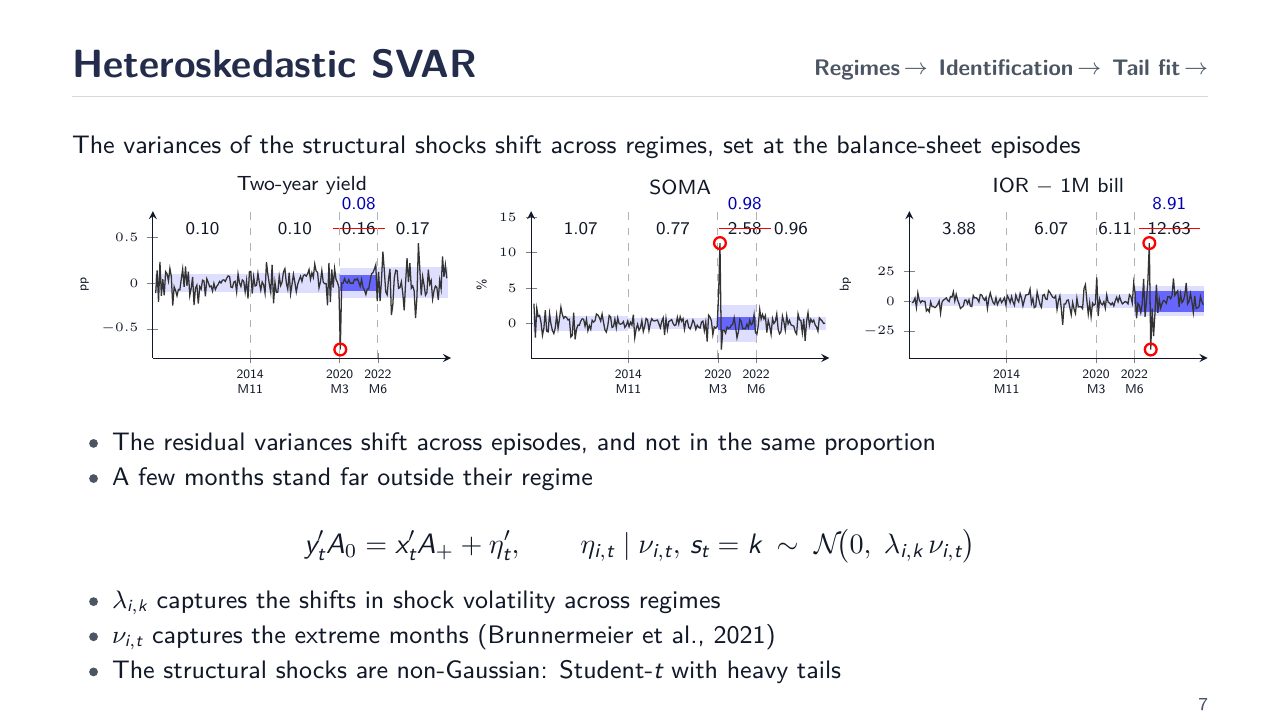 Heteroskedastic SVAR
Regimes → Identification → Tail fit →
The variances of the structural shocks shift across regimes, set at the balance-sheet episodes
Two-year yield
0.08
0.10 0.10 0.16 0.17
0.5
0
−0.5
pp
2014 M11
2020 M3
2022 M6
SOMA
0.98
1.07 0.77 2.58 0.96
15
10
5
0
%
2014 M11
2020 M3
2022 M6
IOR − 1M bill
8.91
3.88 6.07 6.11 12.63
25
0
−25
bp
2014 M11
2020 M3
2022 M6
• The residual variances shift across episodes, and not in the same proportion
• A few months stand far outside their regime
y′ₜA₀ = x′ₜA₊ + η′ₜ, ηᵢ,ₜ | νᵢ,ₜ, sₜ = k ∼ 𝒩(0, λᵢ,ₖ νᵢ,ₜ)
• λᵢ,ₖ captures the shifts in shock volatility across regimes
• νᵢ,ₜ captures the extreme months (Brunnermeier et al., 2021)
• The structural shocks are non-Gaussian: Student-t with heavy tails
7